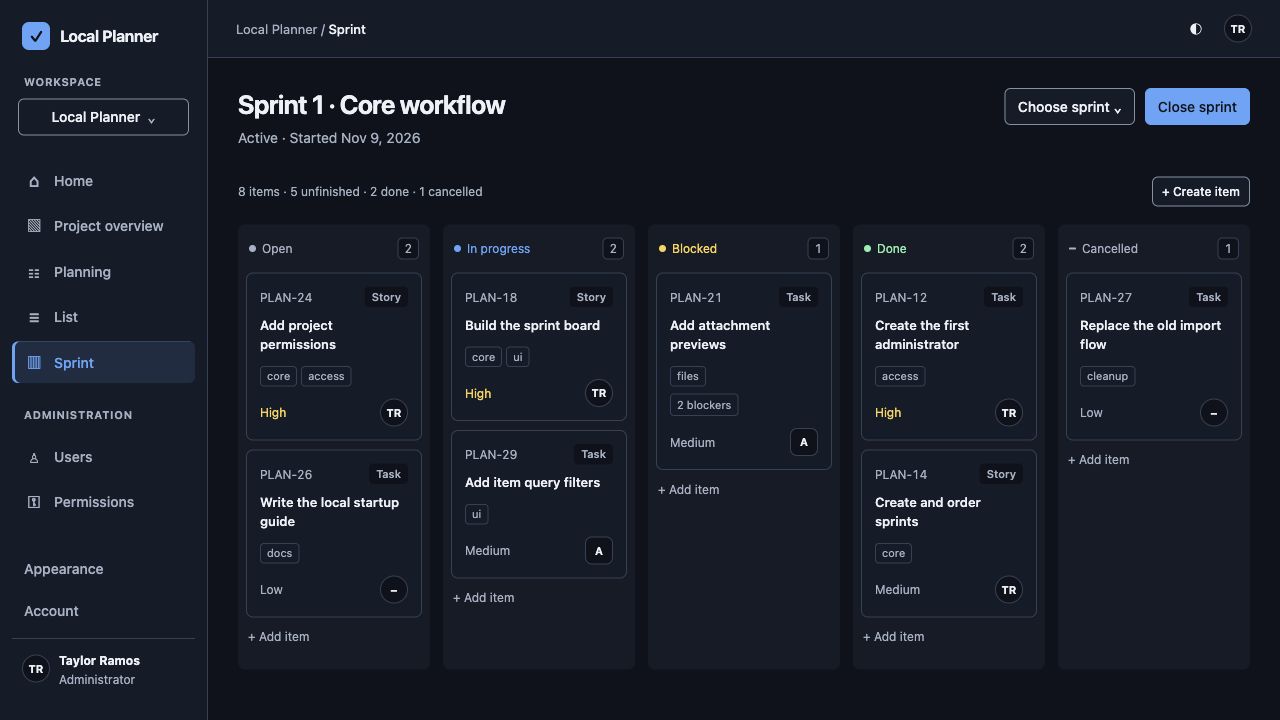 Local Planner
WORKSPACE
Local Planner
Home
Project overview
Planning
List
Sprint
ADMINISTRATION
Users
Permissions
Appearance
Account
TR
Taylor Ramos
Administrator
Local Planner / Sprint
TR
Sprint 1 · Core workflow
Active · Started Nov 9, 2026
Choose sprint
Close sprint
8 items · 5 unfinished · 2 done · 1 cancelled
+ Create item
Open 2
PLAN-24 Story
Add project
permissions
core access
High TR
PLAN-26 Task
Write the local startup
guide
docs
Low –
+ Add item
In progress 2
PLAN-18 Story
Build the sprint board
core ui
High TR
PLAN-29 Task
Add item query filters
ui
Medium A
+ Add item
Blocked 1
PLAN-21 Task
Add attachment
previews
files
2 blockers
Medium A
+ Add item
Done 2
PLAN-12 Task
Create the first
administrator
access
High TR
PLAN-14 Story
Create and order
sprints
core
Medium TR
+ Add item
Cancelled 1
PLAN-27 Task
Replace the old import
flow
cleanup
Low –
+ Add item